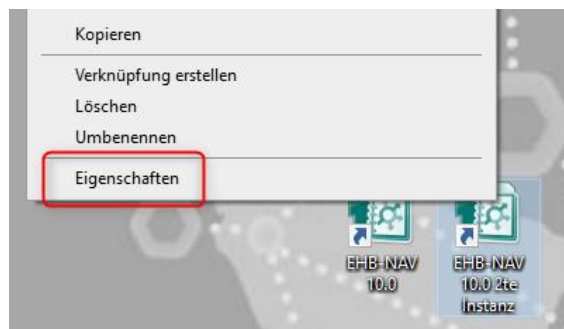 Kopieren
Verknüpfung erstellen
Löschen
Umbenennen
Eigenschaften
EHB-NAV
10.0
EHB-NAV
10.0 2te
Instanz